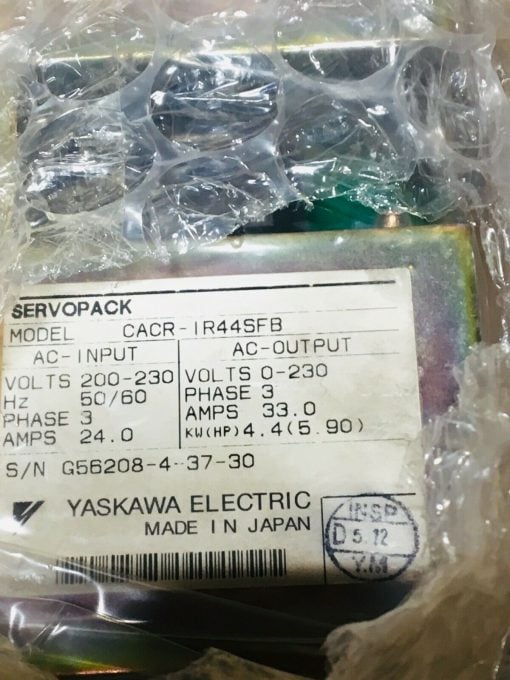 SERVOPACK
MODEL CACR-IR44SFB
AC-INPUT AC-OUTPUT
VOLTS 200-230 VOLTS 0-230
Hz 50/60 PHASE 3
PHASE 3 AMPS 33.0
AMPS 24.0 KW(HP) 4.4(5.90)
S/N G56208-4-37-30
YASKAWA ELECTRIC
MADE IN JAPAN
INSP
D 5.12
Y.M